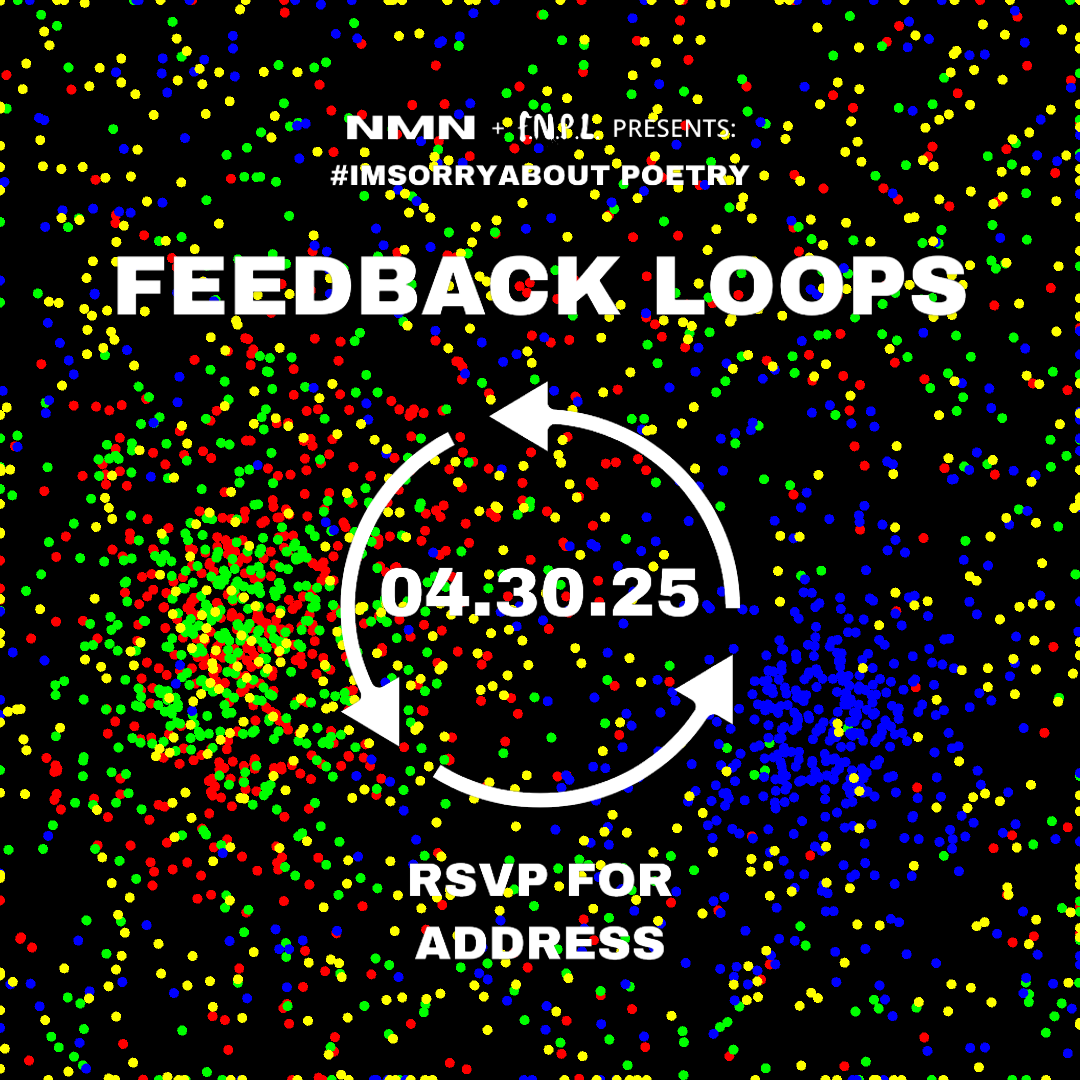 NMN + F.N.P.L PRESENTS:
#IMSORRYABOUT POETRY
FEEDBACK LOOPS
04.30.25
RSVP FOR
ADDRESS